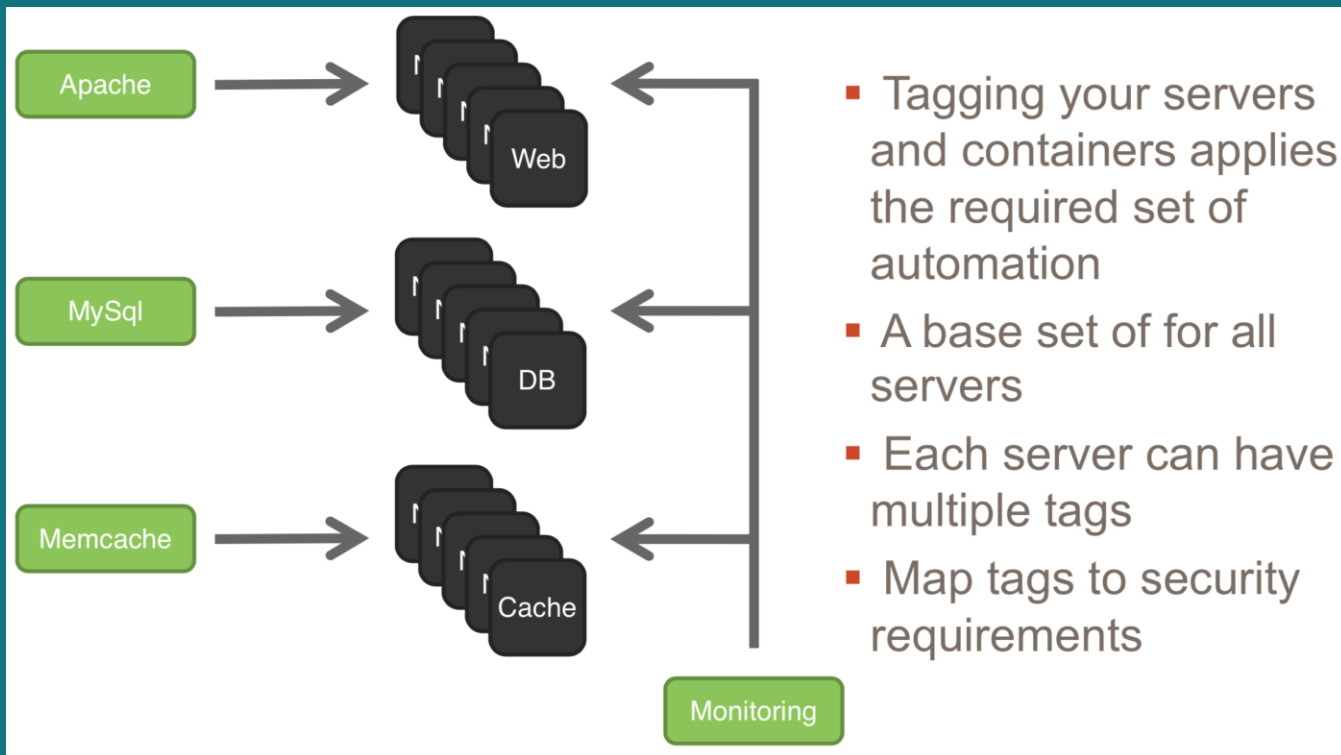 Apache
Web
MySql
DB
Memcache
Cache
Monitoring
▪ Tagging your servers
and containers applies
the required set of
automation
▪ A base set of for all
servers
▪ Each server can have
multiple tags
▪ Map tags to security
requirements